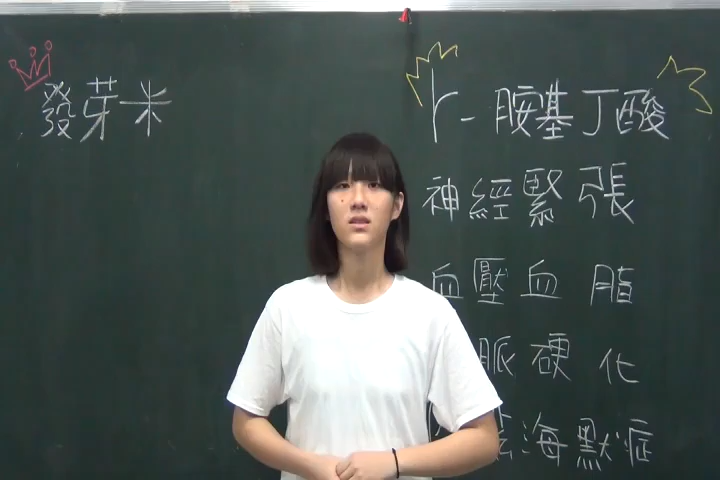 發芽米
r-胺基丁酸
神經緊張
血壓血脂
脈硬化
海默症